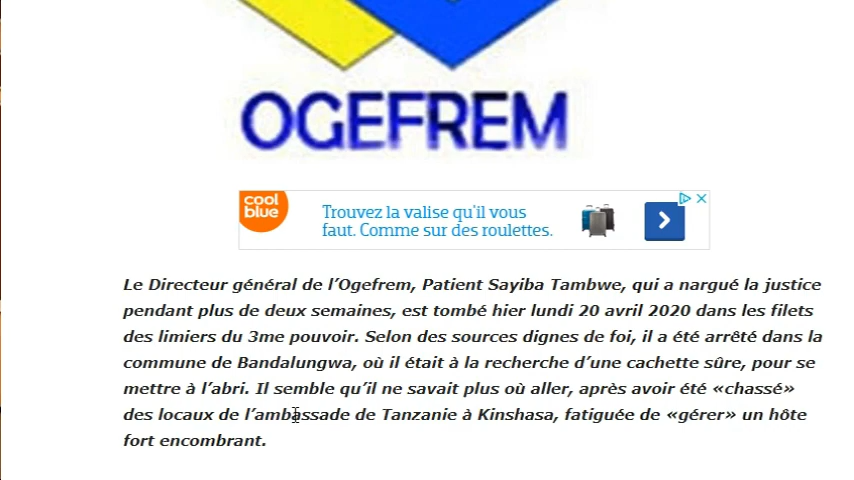 OGEFREM
cool
blue
Trouvez la valise qu'il vous
faut. Comme sur des roulettes.
Le Directeur général de l’Ogefrem, Patient Sayiba Tambwe, qui a nargué la justice
pendant plus de deux semaines, est tombé hier lundi 20 avril 2020 dans les filets
des limiers du 3me pouvoir. Selon des sources dignes de foi, il a été arrêté dans la
commune de Bandalungwa, où il était à la recherche d’une cachette sûre, pour se
mettre à l’abri. Il semble qu’il ne savait plus où aller, après avoir été «chassé»
des locaux de l’ambassade de Tanzanie à Kinshasa, fatiguée de «gérer» un hôte
fort encombrant.